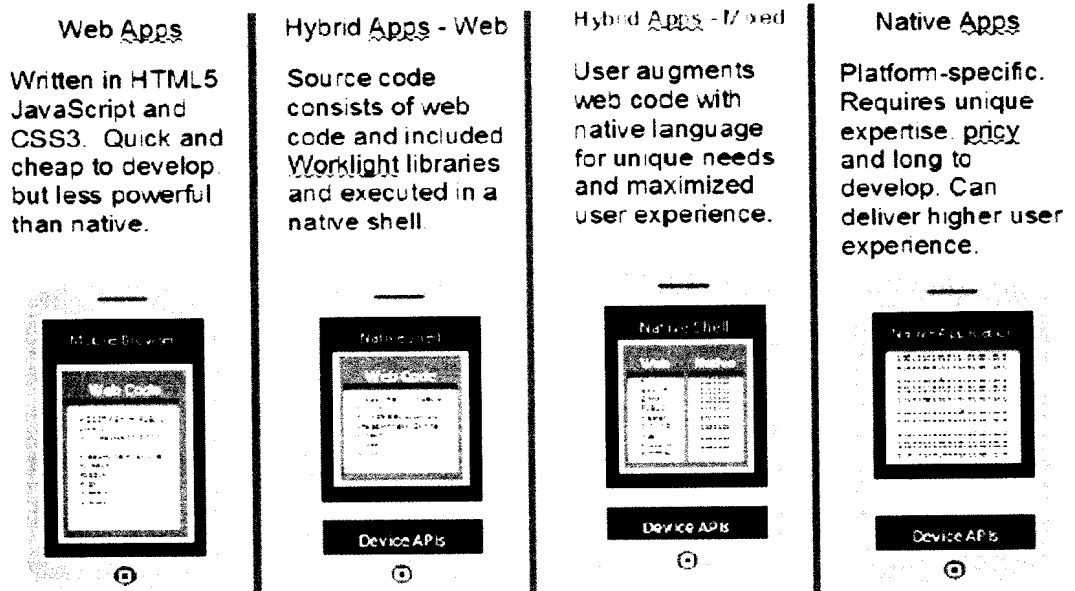 Web Apps
Written in HTML5
JavaScript and
CSS3. Quick and
cheap to develop.
but less powerful
than native.
Mobile Browser
Web Code
Hybrid Apps - Web
Source code
consists of web
code and included
Worklight libraries
and executed in a
native shell.
Native Shell
Web Code
Device APIs
Hybrid Apps - Mixed
User augments
web code with
native language
for unique needs
and maximized
user experience.
Native Shell
Web Native
Device APIs
Native Apps
Platform-specific.
Requires unique
expertise. pricy
and long to
develop. Can
deliver higher user
experience.
Native Application
Device APIs